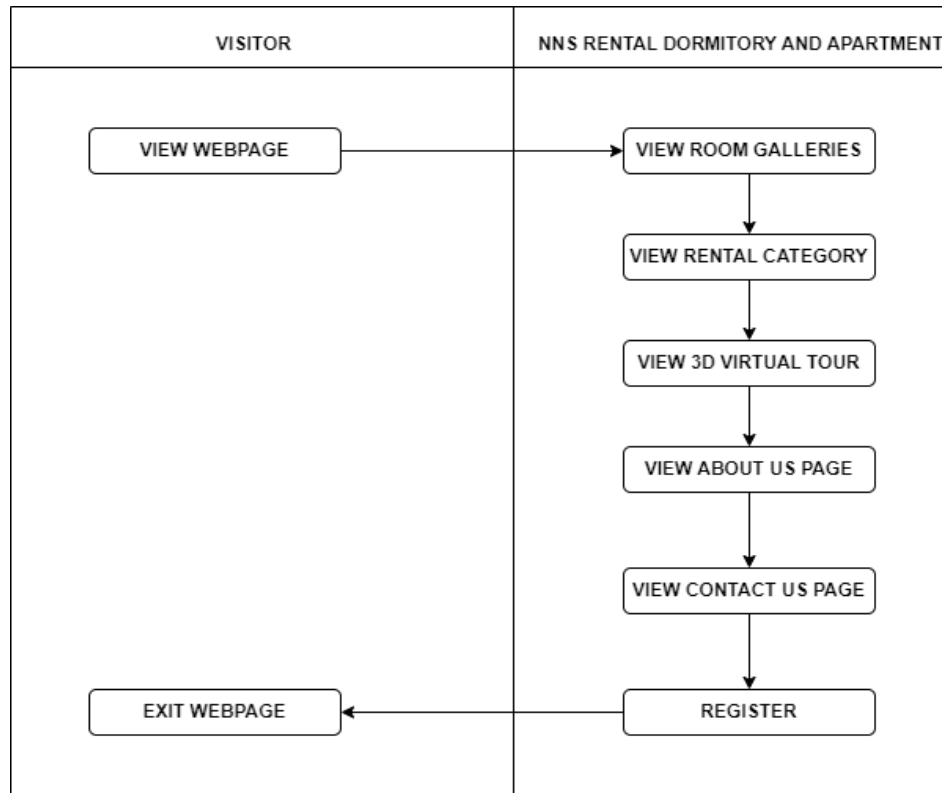 VISITOR
NNS RENTAL DORMITORY AND APARTMENT
VIEW WEBPAGE
VIEW ROOM GALLERIES
VIEW RENTAL CATEGORY
VIEW 3D VIRTUAL TOUR
VIEW ABOUT US PAGE
VIEW CONTACT US PAGE
EXIT WEBPAGE
REGISTER